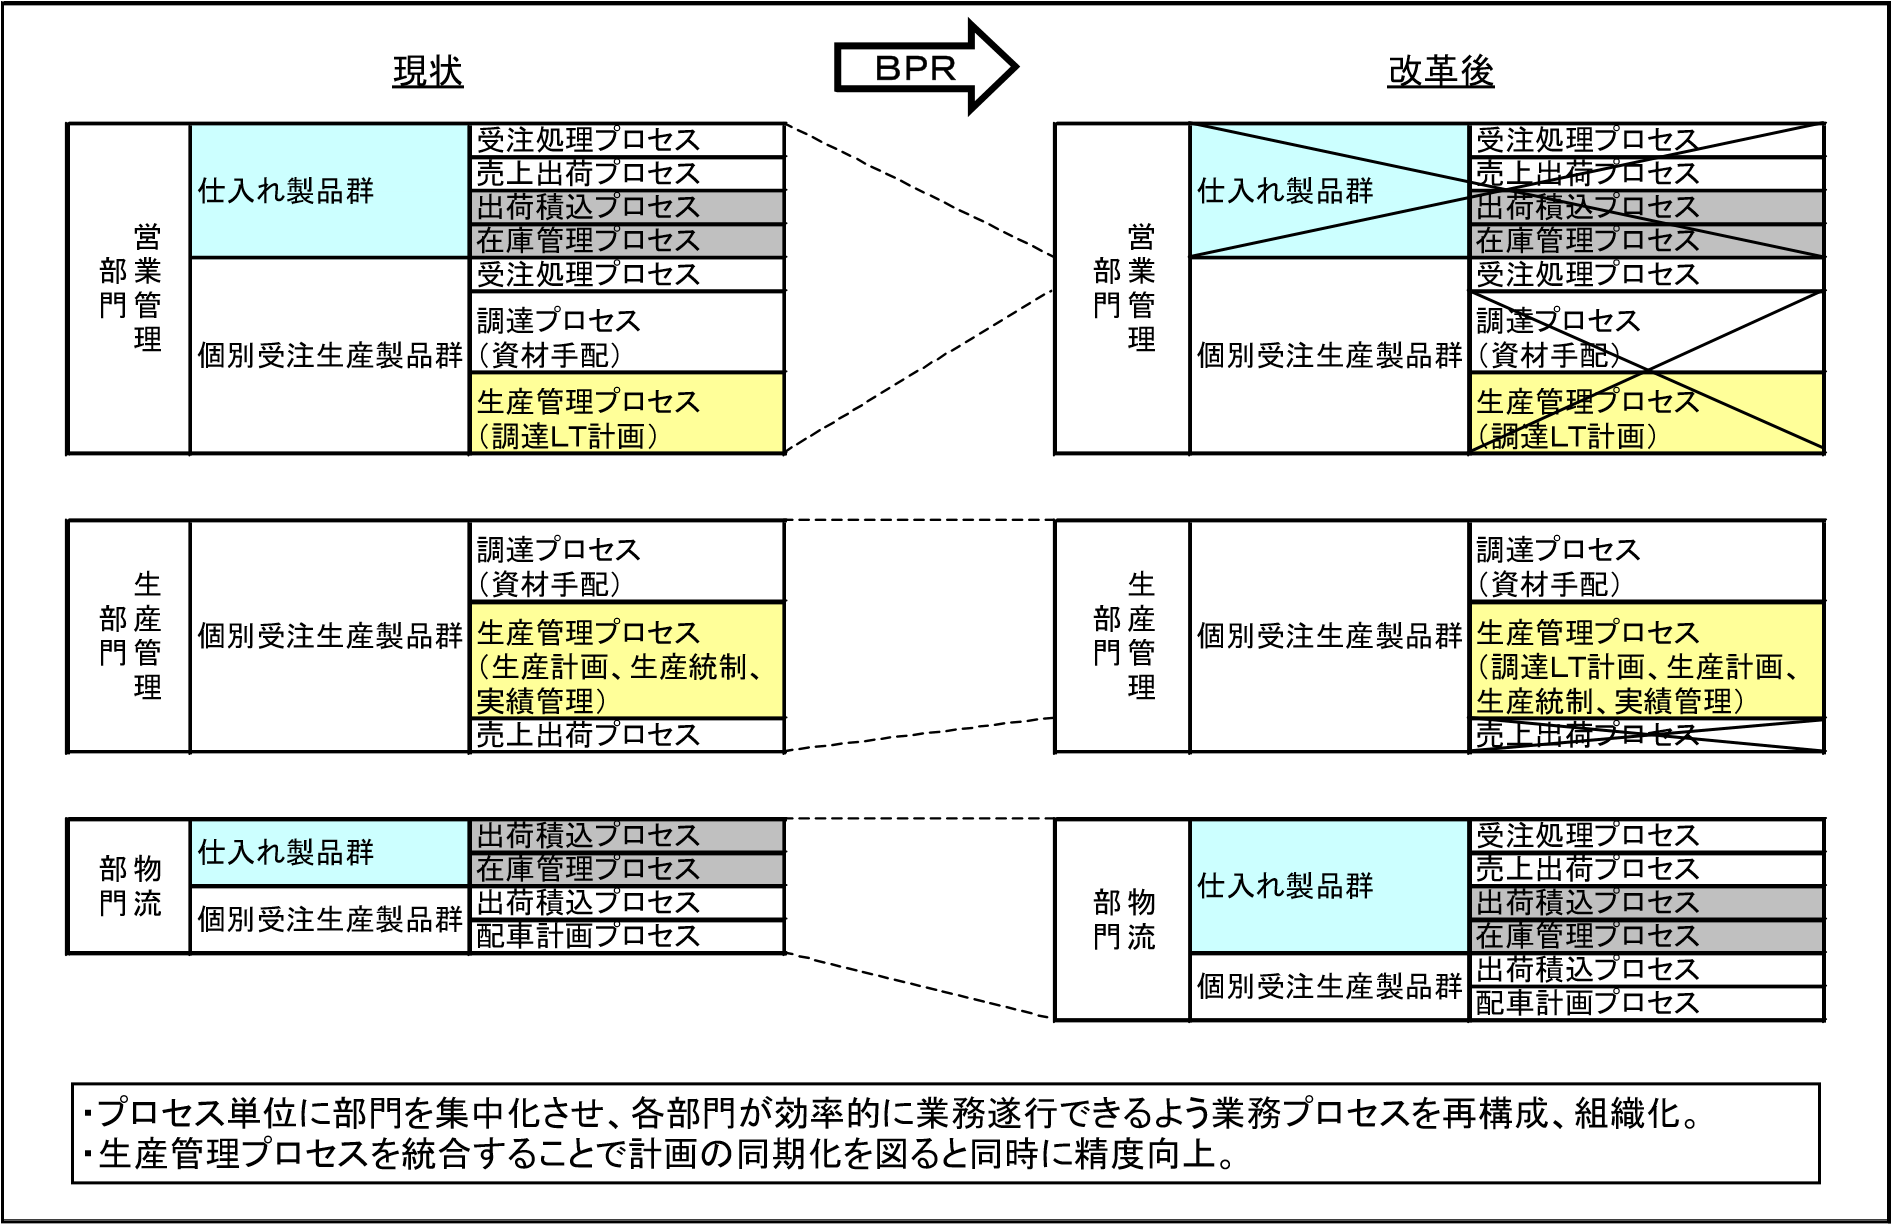 現状
BPR
改革後
営業管理
部門
仕入れ製品群
受注処理プロセス
売上出荷プロセス
出荷積込プロセス
在庫管理プロセス
個別受注生産製品群
受注処理プロセス
調達プロセス
（資材手配）
生産管理プロセス
（調達LT計画）
営業管理
部門
仕入れ製品群
受注処理プロセス
売上出荷プロセス
出荷積込プロセス
在庫管理プロセス
個別受注生産製品群
受注処理プロセス
調達プロセス
（資材手配）
生産管理プロセス
（調達LT計画）
生産管理
部門
個別受注生産製品群
調達プロセス
（資材手配）
生産管理プロセス
（生産計画、生産統制、
実績管理）
売上出荷プロセス
生産管理
部門
個別受注生産製品群
調達プロセス
（資材手配）
生産管理プロセス
（調達LT計画、生産計画、
生産統制、実績管理）
売上出荷プロセス
物流
部門
仕入れ製品群
出荷積込プロセス
在庫管理プロセス
個別受注生産製品群
出荷積込プロセス
配車計画プロセス
物流
部門
仕入れ製品群
受注処理プロセス
売上出荷プロセス
出荷積込プロセス
在庫管理プロセス
個別受注生産製品群
出荷積込プロセス
配車計画プロセス
・プロセス単位に部門を集中化させ、各部門が効率的に業務遂行できるよう業務プロセスを再構成、組織化。
・生産管理プロセスを統合することで計画の同期化を図ると同時に精度向上。